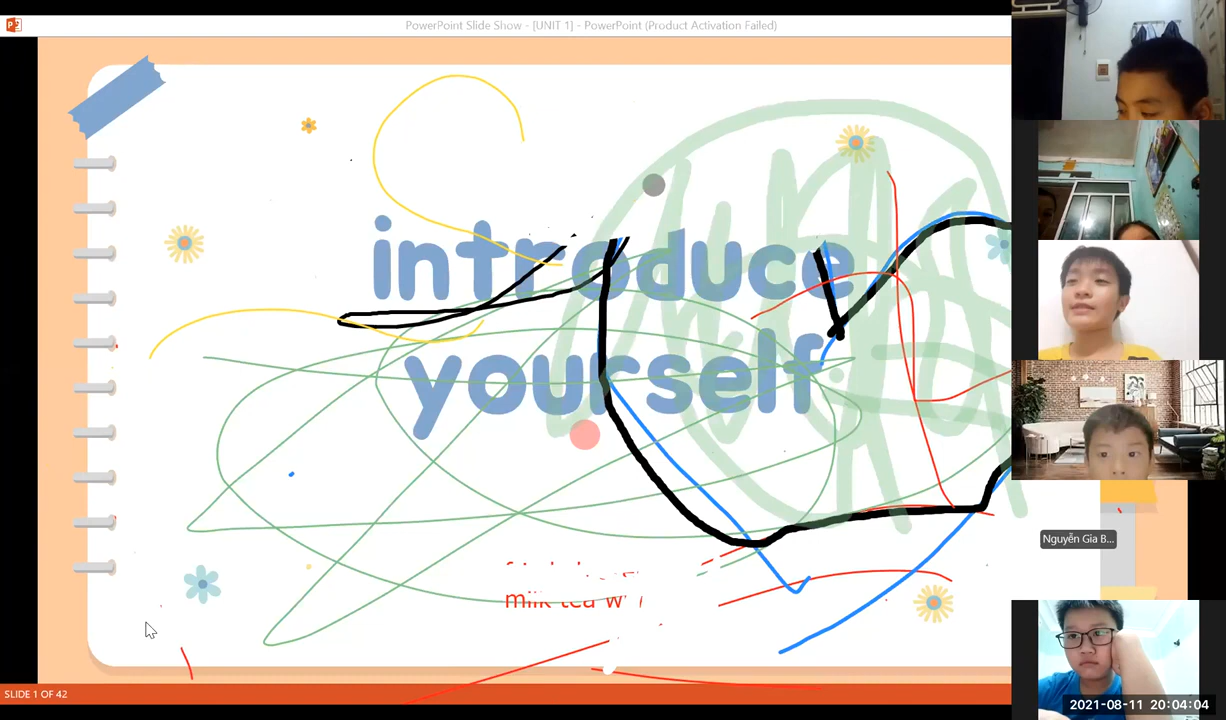 PowerPoint Slide Show - [UNIT 1] - PowerPoint (Product Activation Failed)
introduce
yourself
milk tea
Nguyễn Gia B...
SLIDE 1 OF 42
2021-08-11 20:04:04